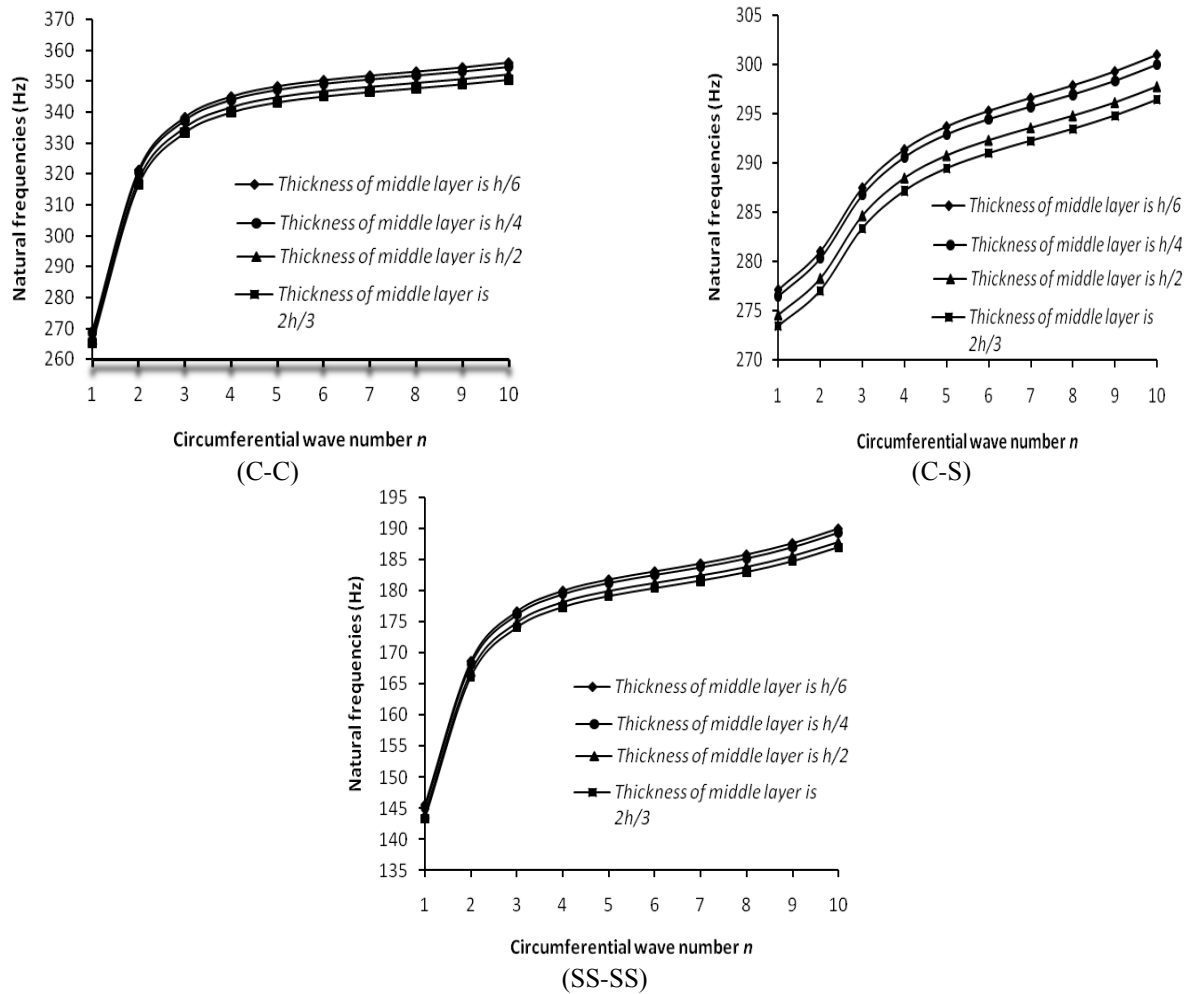 Natural frequencies (Hz)
370
360
350
340
330
320
310
300
290
280
270
260
Thickness of middle layer is h/6
Thickness of middle layer is h/4
Thickness of middle layer is h/2
Thickness of middle layer is
2h/3
1 2 3 4 5 6 7 8 9 10
Circumferential wave number n
(C-C)
Natural frequencies (Hz)
305
300
295
290
285
280
275
270
Thickness of middle layer is h/6
Thickness of middle layer is h/4
Thickness of middle layer is h/2
Thickness of middle layer is
2h/3
1 2 3 4 5 6 7 8 9 10
Circumferential wave number n
(C-S)
Natural frequencies (Hz)
195
190
185
180
175
170
165
160
155
150
145
140
135
Thickness of middle layer is h/6
Thickness of middle layer is h/4
Thickness of middle layer is h/2
Thickness of middle layer is
2h/3
1 2 3 4 5 6 7 8 9 10
Circumferential wave number n
(SS-SS)